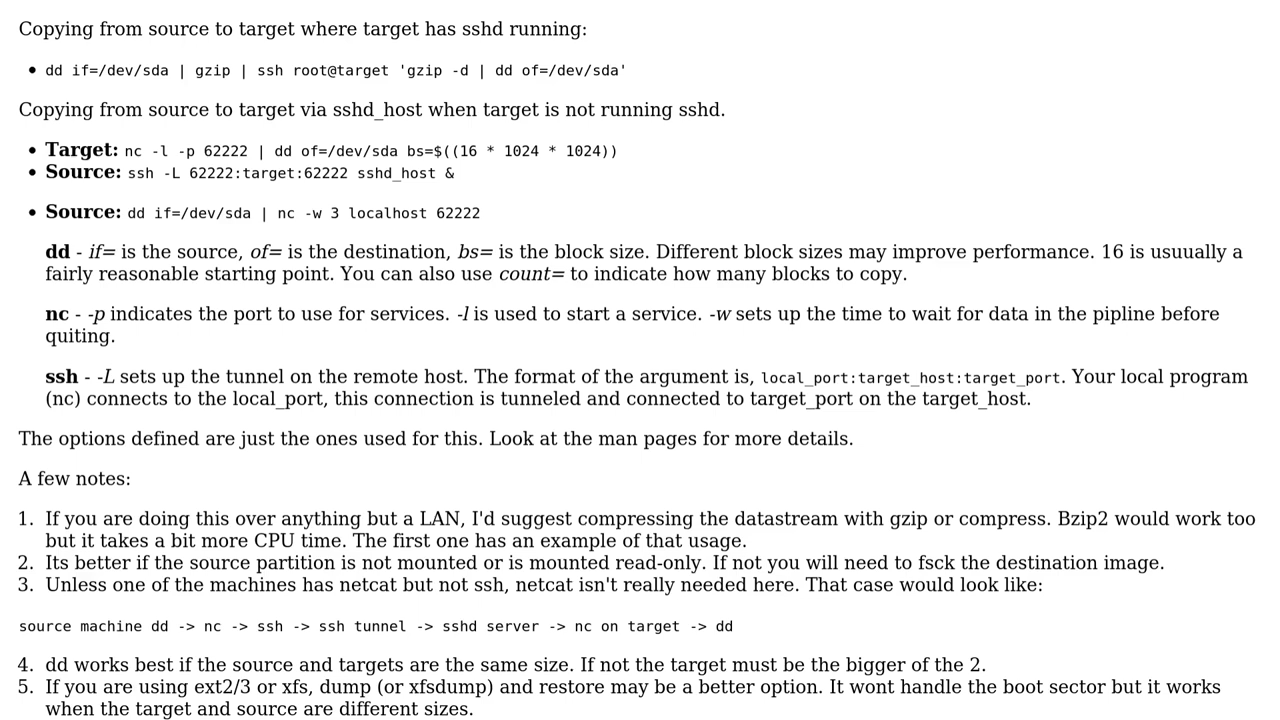 Copying from source to target where target has sshd running:
• dd if=/dev/sda | gzip | ssh root@target 'gzip -d | dd of=/dev/sda'
Copying from source to target via sshd_host when target is not running sshd.
• Target: nc -l -p 62222 | dd of=/dev/sda bs=$((16 * 1024 * 1024))
• Source: ssh -L 62222:target:62222 sshd_host &
• Source: dd if=/dev/sda | nc -w 3 localhost 62222
dd - if= is the source, of= is the destination, bs= is the block size. Different block sizes may improve performance. 16 is usuually a
fairly reasonable starting point. You can also use count= to indicate how many blocks to copy.
nc - -p indicates the port to use for services. -l is used to start a service. -w sets up the time to wait for data in the pipline before
quiting.
ssh - -L sets up the tunnel on the remote host. The format of the argument is, local_port:target_host:target_port. Your local program
(nc) connects to the local_port, this connection is tunneled and connected to target_port on the target_host.
The options defined are just the ones used for this. Look at the man pages for more details.
A few notes:
1. If you are doing this over anything but a LAN, I'd suggest compressing the datastream with gzip or compress. Bzip2 would work too
but it takes a bit more CPU time. The first one has an example of that usage.
2. Its better if the source partition is not mounted or is mounted read-only. If not you will need to fsck the destination image.
3. Unless one of the machines has netcat but not ssh, netcat isn't really needed here. That case would look like:
source machine dd -> nc -> ssh -> ssh tunnel -> sshd server -> nc on target -> dd
4. dd works best if the source and targets are the same size. If not the target must be the bigger of the 2.
5. If you are using ext2/3 or xfs, dump (or xfsdump) and restore may be a better option. It wont handle the boot sector but it works
when the target and source are different sizes.